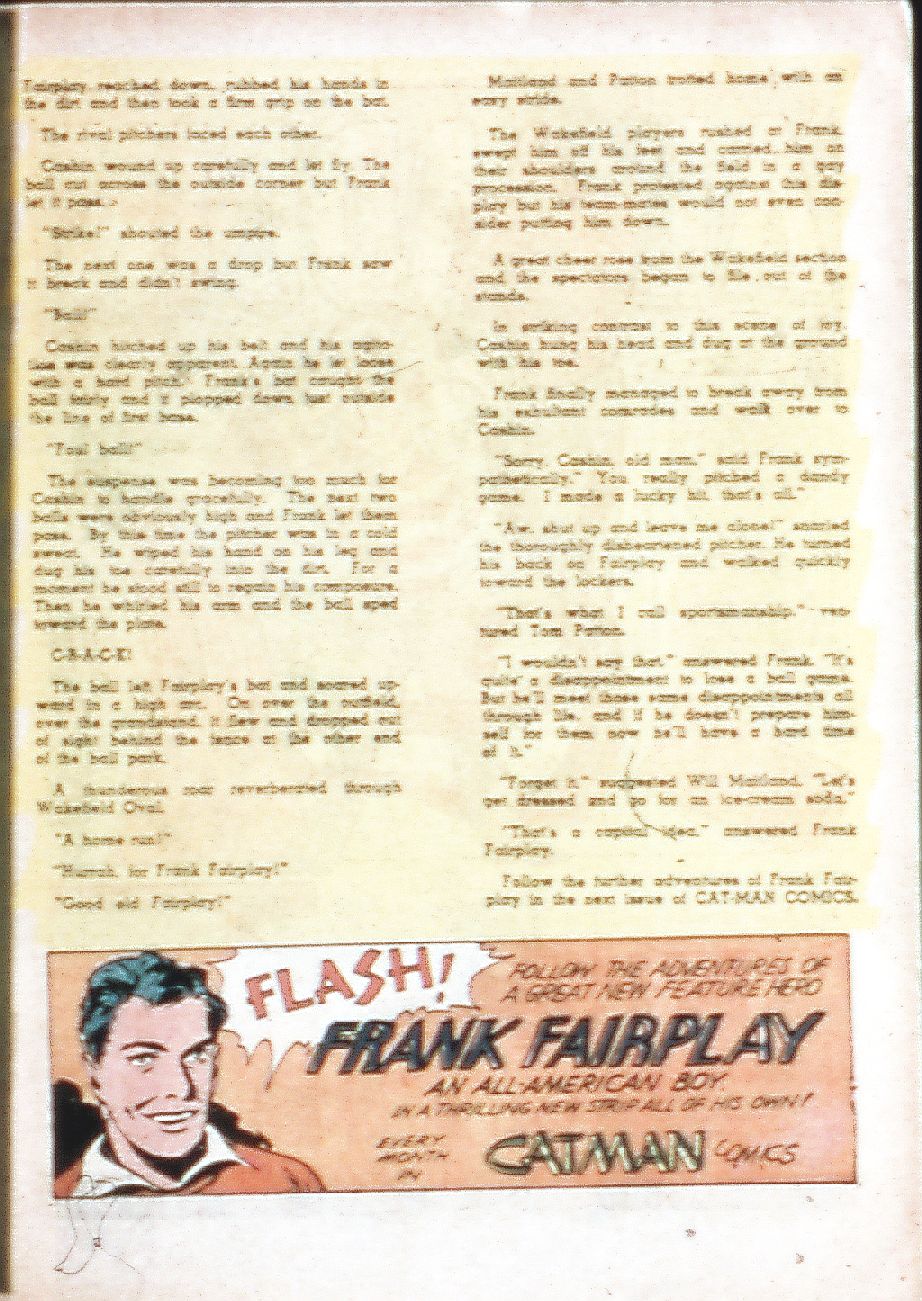 Fairplay reached down, rubbed his hands in
the dirt and then took a firm grip on the bat.
The rival pitchers faced each other.
Casbin wound up carefully and let fly. The
ball cut across the outside corner but Frank
let it pass.
"Strike!" shouted the umpire.
The next one was a drop but Frank saw
it break and didn't swing.
"Ball!"
Casbin hitched up his belt and his agita-
tion was clearly apparent. Again he let loose
with a hard pitch. Frank's bat caught the
ball fairly and it plopped down just outside
the line of first base.
"Foul ball!"
The suspense was becoming too much for
Casbin to handle gracefully. The next two
balls were obviously high and Frank let them
pass. By this time the pitcher was in a cold
sweat. He wiped his hand on his leg and
dug his toe carefully into the dirt. For a
moment he stood still to regain his composure.
Then he whirled his arm and the ball sped
toward the plate.
C-R-A-C-K!
The ball left Fairplay's bat and soared up-
ward in a high arc. On over the outfield,
over the grandstand, it flew and dropped out
of sight behind the fence at the other end
of the ball park.
A thunderous roar reverberated through
Wakefield Oval.
"A home run!"
"Hurrah, for Frank Fairplay!"
"Good old Fairplay!"
Maitland and Patton trotted home with an
easy stride.
The Wakefield players rushed at Frank,
swept him off his feet and carried him on
their shoulders around the field in a gay
procession. Frank protested against this dis-
play but his team-mates would not even con-
sider putting him down.
A great cheer rose from the Wakefield section
and the spectators began to file out of the
stands.
In striking contrast to this scene of joy,
Casbin hung his head and dug at the ground
with his toe.
Frank finally managed to break away from
his exultant comrades and walk over to
Casbin.
"Sorry, Casbin, old man," said Frank sym-
pathetically. "You really pitched a dandy
game. I made a lucky hit, that's all."
"Aw, shut up and leave me alone!" snarled
the thoroughly disheartened pitcher. He turned
his back on Fairplay and walked quickly
toward the lockers.
"That's what I call sportsmanship," ven-
tured Tom Patton.
"I wouldn't say that," answered Frank. "It's
quite a disappointment to lose a ball game.
But he'll meet those same disappointments all
through life, and if he doesn't prepare him-
self for them now he'll have a hard time
of it."
"Forget it," suggested Will Maitland. "Let's
get dressed and go for an ice-cream soda."
"That's a capital idea," answered Frank
Fairplay.
Follow the further adventures of Frank Fair-
play in the next issue of CAT-MAN COMICS.
FLASH!
FOLLOW THE ADVENTURES OF
A GREAT NEW FEATURE HERO
FRANK FAIRPLAY
AN ALL-AMERICAN BOY
IN A THRILLING NEW STRIP ALL OF HIS OWN!
EVERY
MONTH
IN
CATMAN COMICS